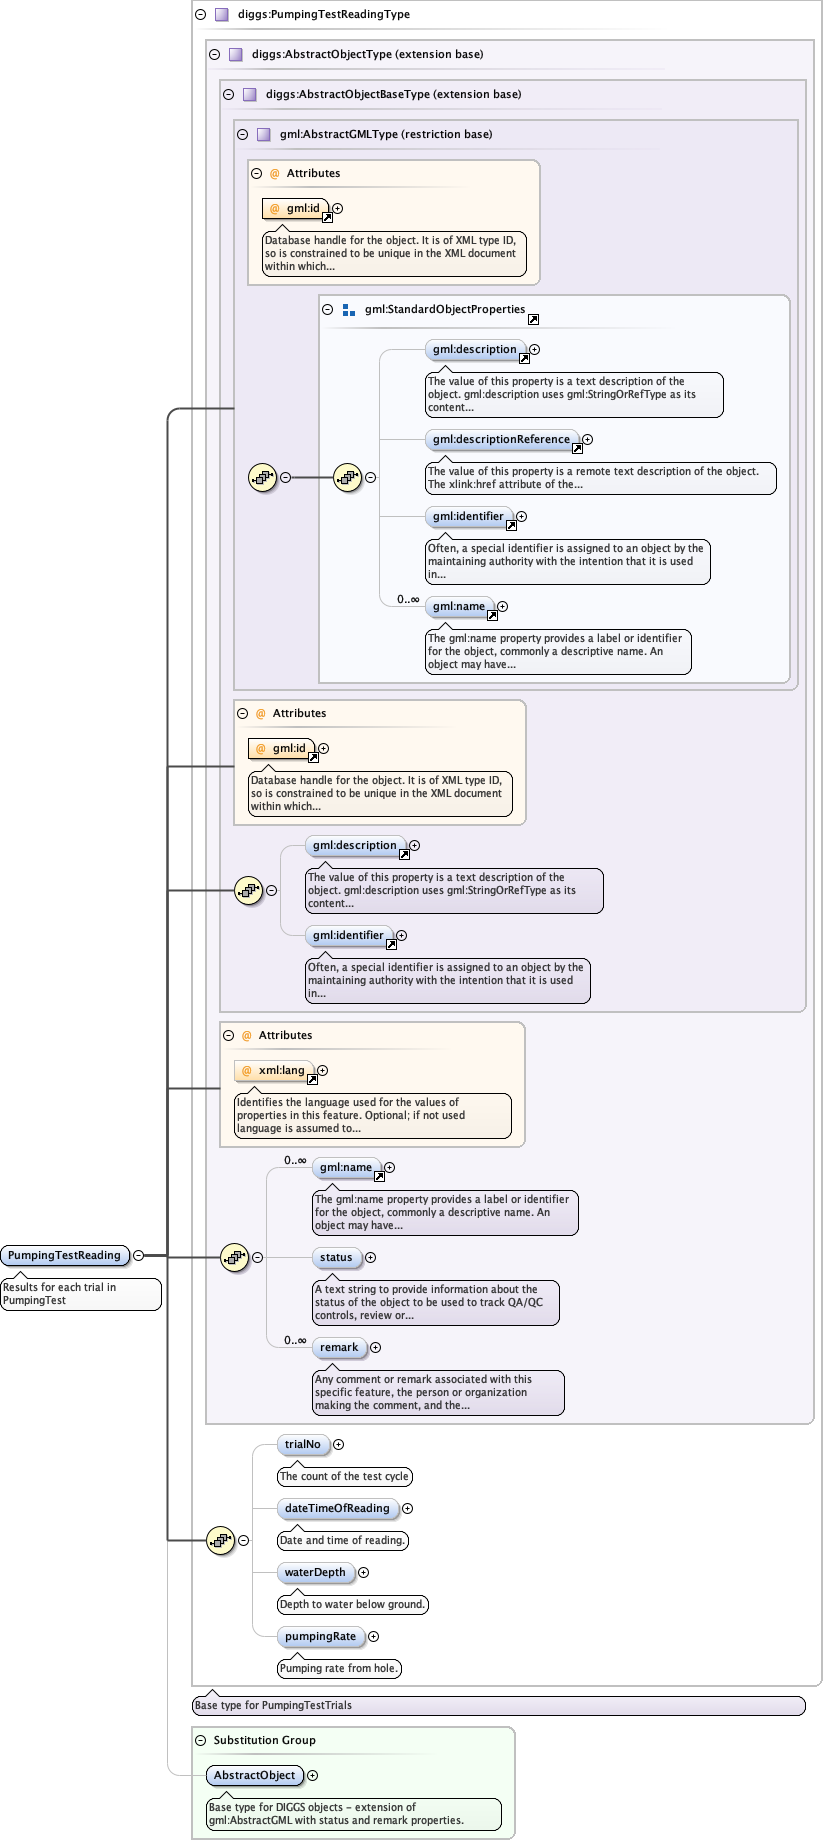 diggs:PumpingTestReadingType
diggs:AbstractObjectType (extension base)
diggs:AbstractObjectBaseType (extension base)
gml:AbstractGMLType (restriction base)
@ Attributes
@ gml:id
Database handle for the object. It is of XML type ID,
so is constrained to be unique in the XML document
within which...
gml:StandardObjectProperties
gml:description
The value of this property is a text description of the
object. gml:description uses gml:StringOrRefType as its
content...
gml:descriptionReference
The value of this property is a remote text description of the object.
The xlink:href attribute of the...
gml:identifier
Often, a special identifier is assigned to an object by the
maintaining authority with the intention that it is used
in...
0..∞ gml:name
The gml:name property provides a label or identifier
for the object, commonly a descriptive name. An
object may have...
@ Attributes
@ gml:id
Database handle for the object. It is of XML type ID,
so is constrained to be unique in the XML document
within which...
gml:description
The value of this property is a text description of the
object. gml:description uses gml:StringOrRefType as its
content...
gml:identifier
Often, a special identifier is assigned to an object by the
maintaining authority with the intention that it is used
in...
@ Attributes
@ xml:lang
Identifies the language used for the values of
properties in this feature. Optional; if not used
language is assumed to...
0..∞ gml:name
The gml:name property provides a label or identifier
for the object, commonly a descriptive name. An
object may have...
PumpingTestReading
Results for each trial in
PumpingTest
status
A text string to provide information about the
status of the object to be used to track QA/QC
controls, review or...
0..∞ remark
Any comment or remark associated with this
specific feature, the person or organization
making the comment, and the...
trialNo
The count of the test cycle
dateTimeOfReading
Date and time of reading.
waterDepth
Depth to water below ground.
pumpingRate
Pumping rate from hole.
Base type for PumpingTestTrials
Substitution Group
AbstractObject
Base type for DIGGS objects - extension of
gml:AbstractGML with status and remark properties.